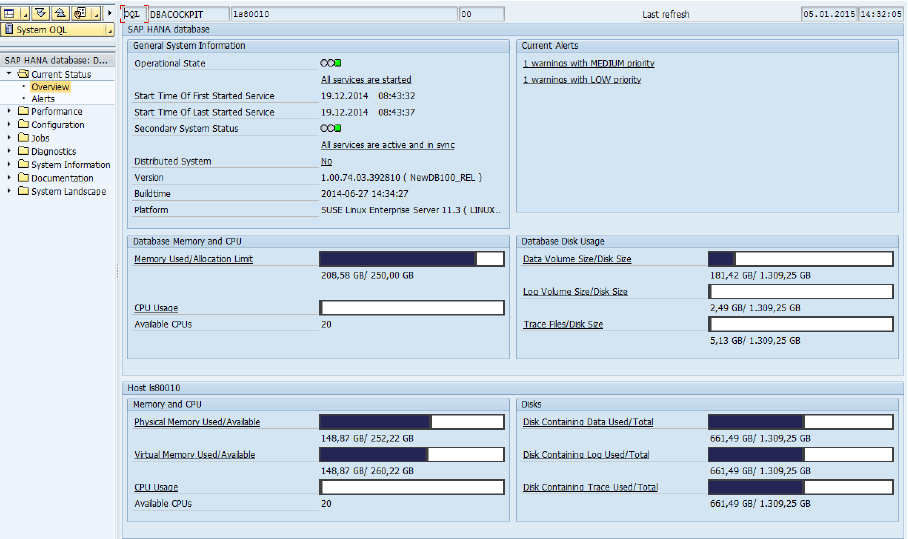 OQL DBACOCKPIT ls80010 00 Last refresh 05.01.2015 14:32:05
System OQL
SAP HANA database: D...
Current Status
Overview
Alerts
Performance
Configuration
Jobs
Diagnostics
System Information
Documentation
System Landscape
SAP HANA database
General System Information
Operational State
All services are started
Start Time Of First Started Service 19.12.2014 08:43:32
Start Time Of Last Started Service 19.12.2014 08:43:37
Secondary System Status
All services are active and in sync
Distributed System No
Version 1.00.74.03.392810 ( NewDB100_REL )
Buildtime 2014-06-27 14:34:27
Platform SUSE Linux Enterprise Server 11.3 ( LINUX...
Current Alerts
1 warnings with MEDIUM priority
1 warnings with LOW priority
Database Memory and CPU
Memory Used/Allocation Limit
208,58 GB/ 250,00 GB
CPU Usage
Available CPUs 20
Database Disk Usage
Data Volume Size/Disk Size
181,42 GB/ 1.309,25 GB
Log Volume Size/Disk Size
2,49 GB/ 1.309,25 GB
Trace Files/Disk Size
5,13 GB/ 1.309,25 GB
Host ls80010
Memory and CPU
Physical Memory Used/Available
148,87 GB/ 252,22 GB
Virtual Memory Used/Available
148,87 GB/ 260,22 GB
CPU Usage
Available CPUs 20
Disks
Disk Containing Data Used/Total
661,49 GB/ 1.309,25 GB
Disk Containing Log Used/Total
661,49 GB/ 1.309,25 GB
Disk Containing Trace Used/Total
661,49 GB/ 1.309,25 GB